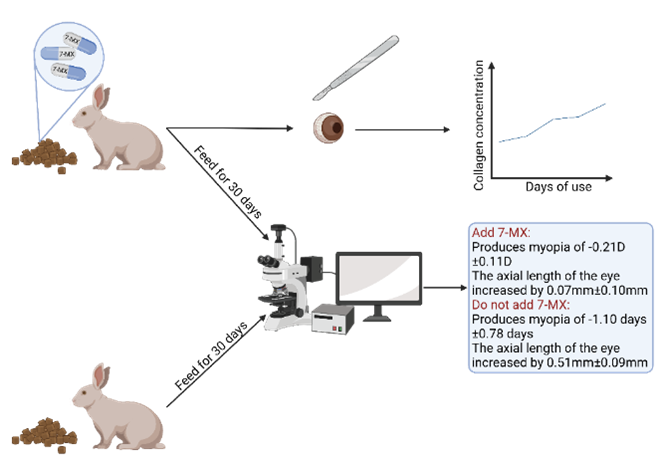 7-MX
7-MX
7-MX
Collagen concentration
Days of use
Feed for 30 days
Add 7-MX:
Produces myopia of -0.21D
±0.11D
The axial length of the eye
increased by 0.07mm±0.10mm
Do not add 7-MX:
Produces myopia of -1.10 days
±0.78 days
The axial length of the eye
increased by 0.51mm±0.09mm
Feed for 30 days